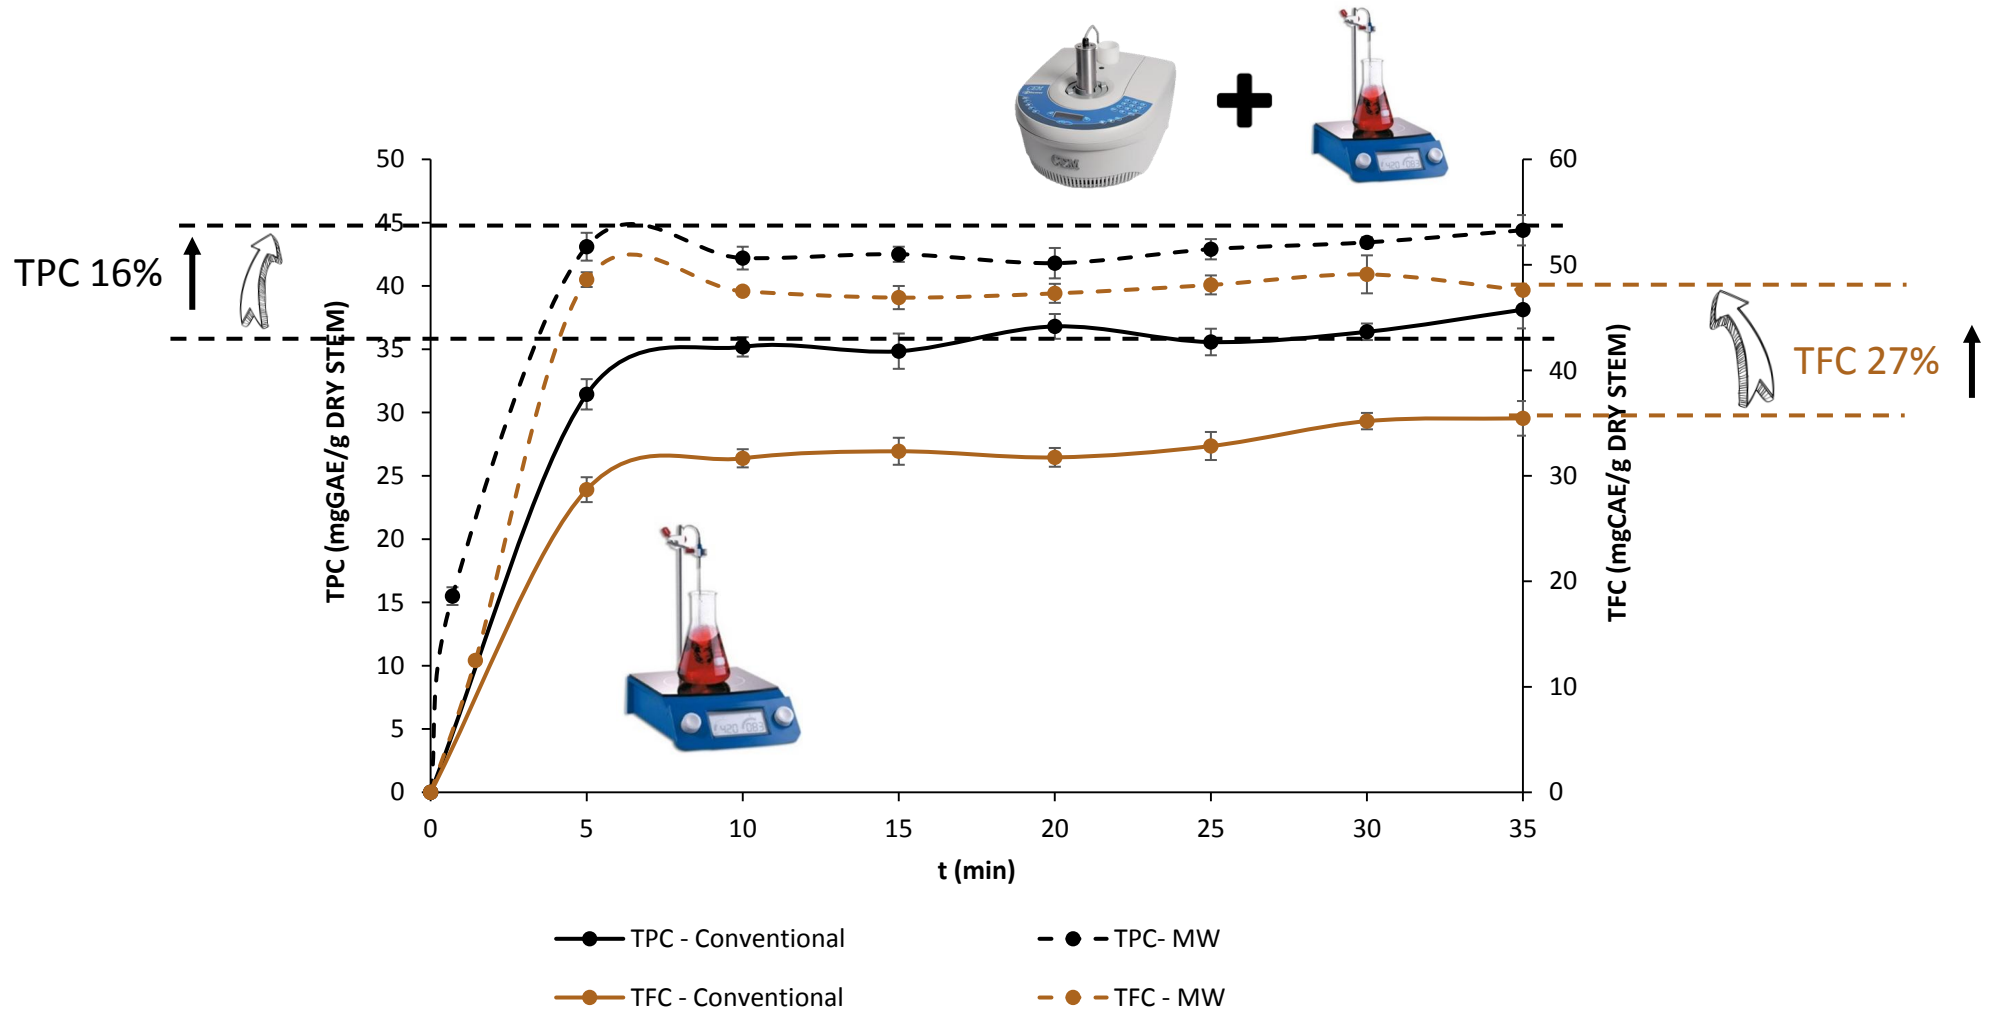 CEM
50
45
40
35
30
25
20
15
10
5
0
TPC (mgGAE/g DRY STEM)
TPC 16%
0
5
10
15
20
25
30
35
t (min)
60
50
40
30
20
10
0
TFC (mgCAE/g DRY STEM)
TFC 27%
TPC - Conventional
TPC- MW
TFC - Conventional
TFC - MW